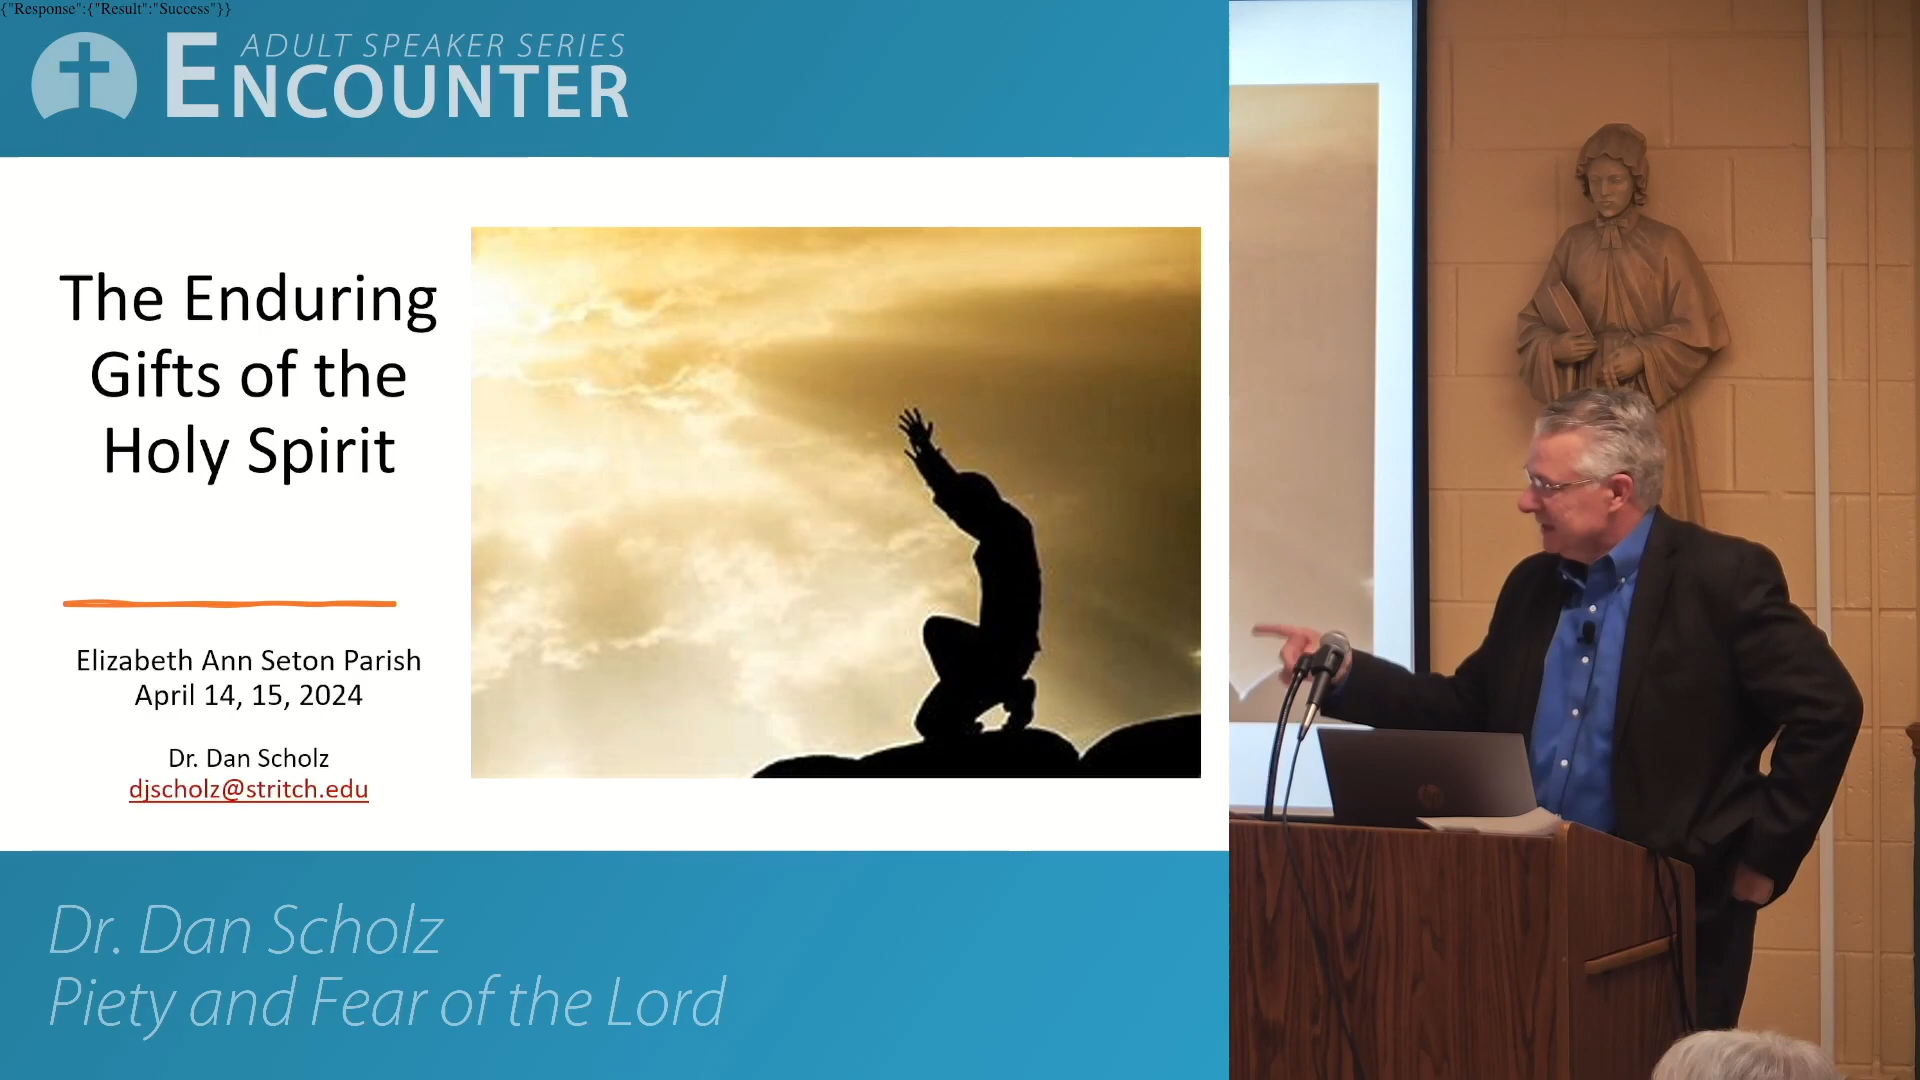 {"Response":{"Result":"Success"}}
ADULT SPEAKER SERIES
ENCOUNTER
The Enduring
Gifts of the
Holy Spirit
Elizabeth Ann Seton Parish
April 14, 15, 2024
Dr. Dan Scholz
djscholz@stritch.edu
Dr. Dan Scholz
Piety and Fear of the Lord
hp